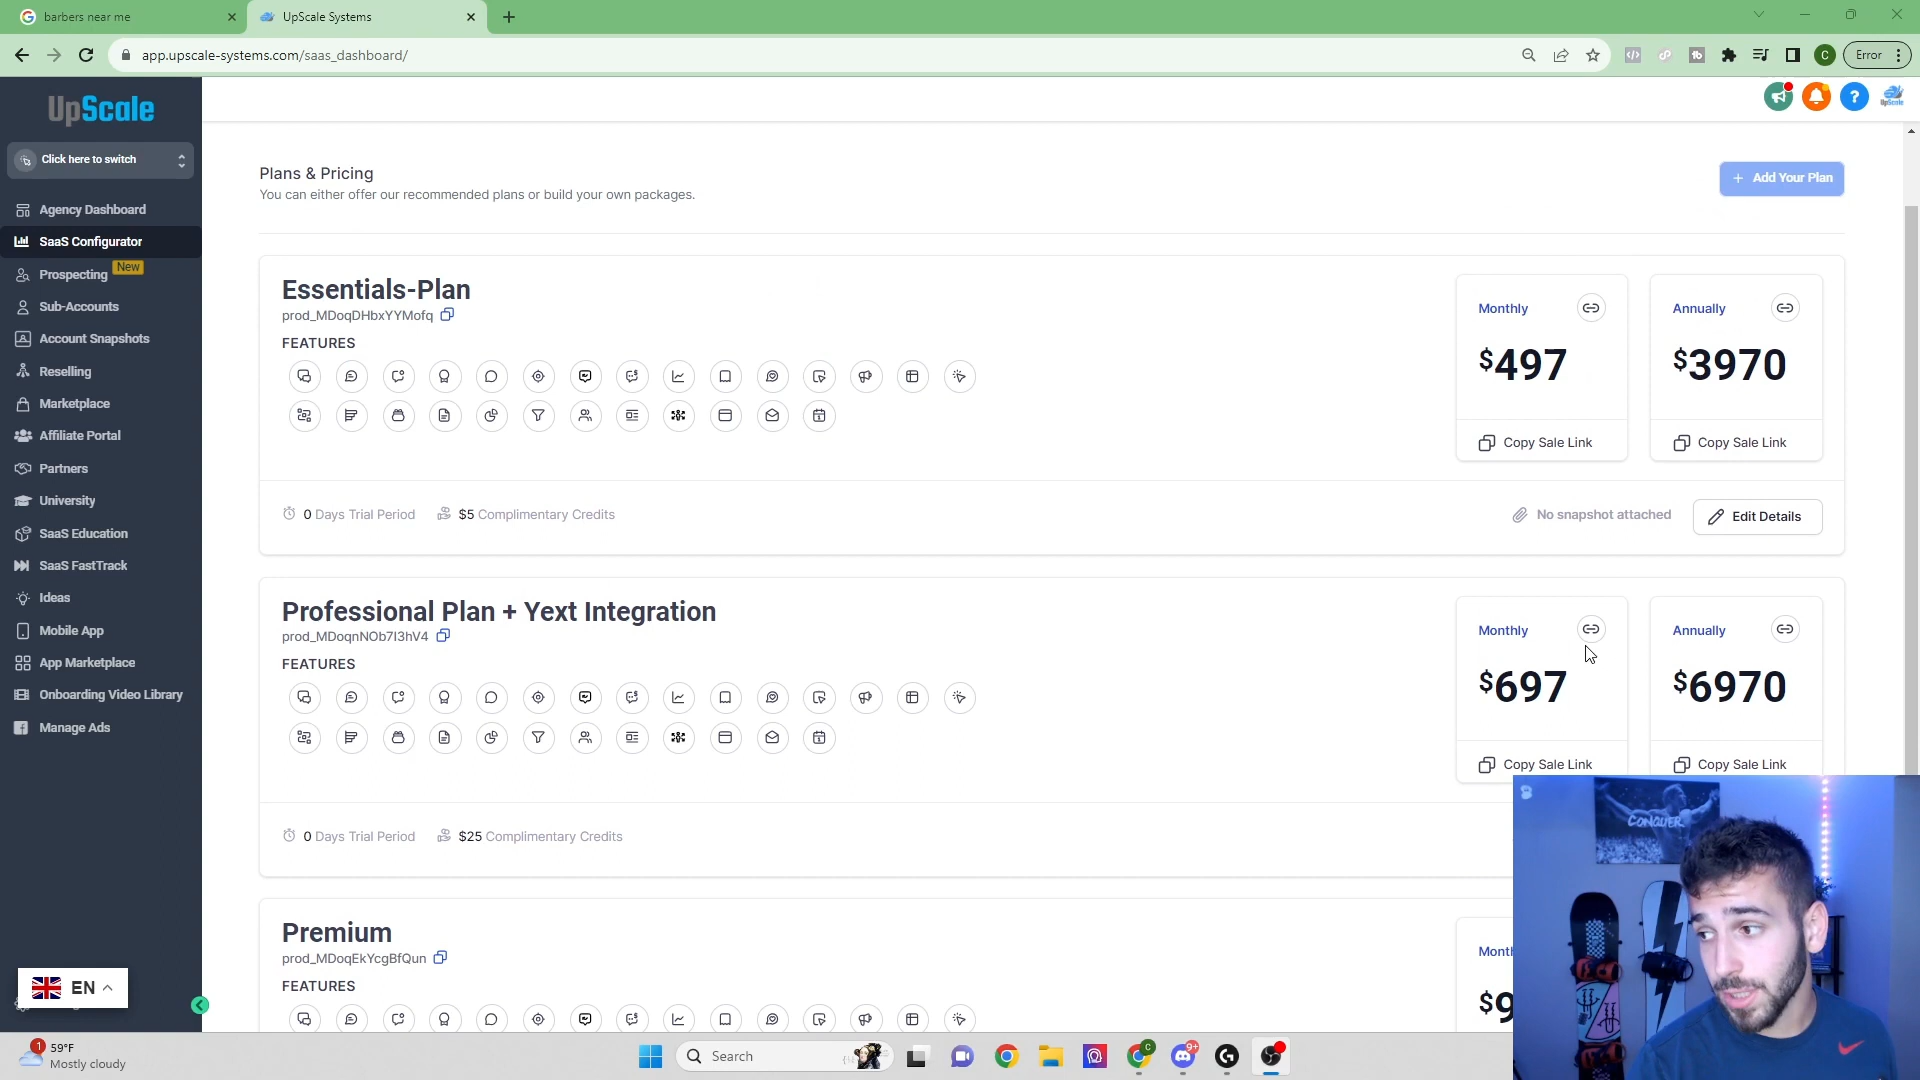 barbers near me
UpScale Systems
app.upscale-systems.com/saas_dashboard/
C
Error
UpScale
Click here to switch
Agency Dashboard
SaaS Configurator
Prospecting
New
Sub-Accounts
Account Snapshots
Reselling
Marketplace
Affiliate Portal
Partners
University
SaaS Education
SaaS FastTrack
Ideas
Mobile App
App Marketplace
Onboarding Video Library
Manage Ads
EN
UpScale
Plans & Pricing
You can either offer our recommended plans or build your own packages.
+ Add Your Plan
Essentials-Plan
prod_MDoqDHbxYYMofq
FEATURES
Monthly
$497
Copy Sale Link
Annually
$3970
Copy Sale Link
0 Days Trial Period
$5 Complimentary Credits
No snapshot attached
Edit Details
Professional Plan + Yext Integration
prod_MDoqnNOb7I3hV4
FEATURES
Monthly
$697
Copy Sale Link
Annually
$6970
Copy Sale Link
0 Days Trial Period
$25 Complimentary Credits
Premium
prod_MDoqEkYcgBfQun
FEATURES
CONQUER
1
59°F
Mostly cloudy
Search
C
9+